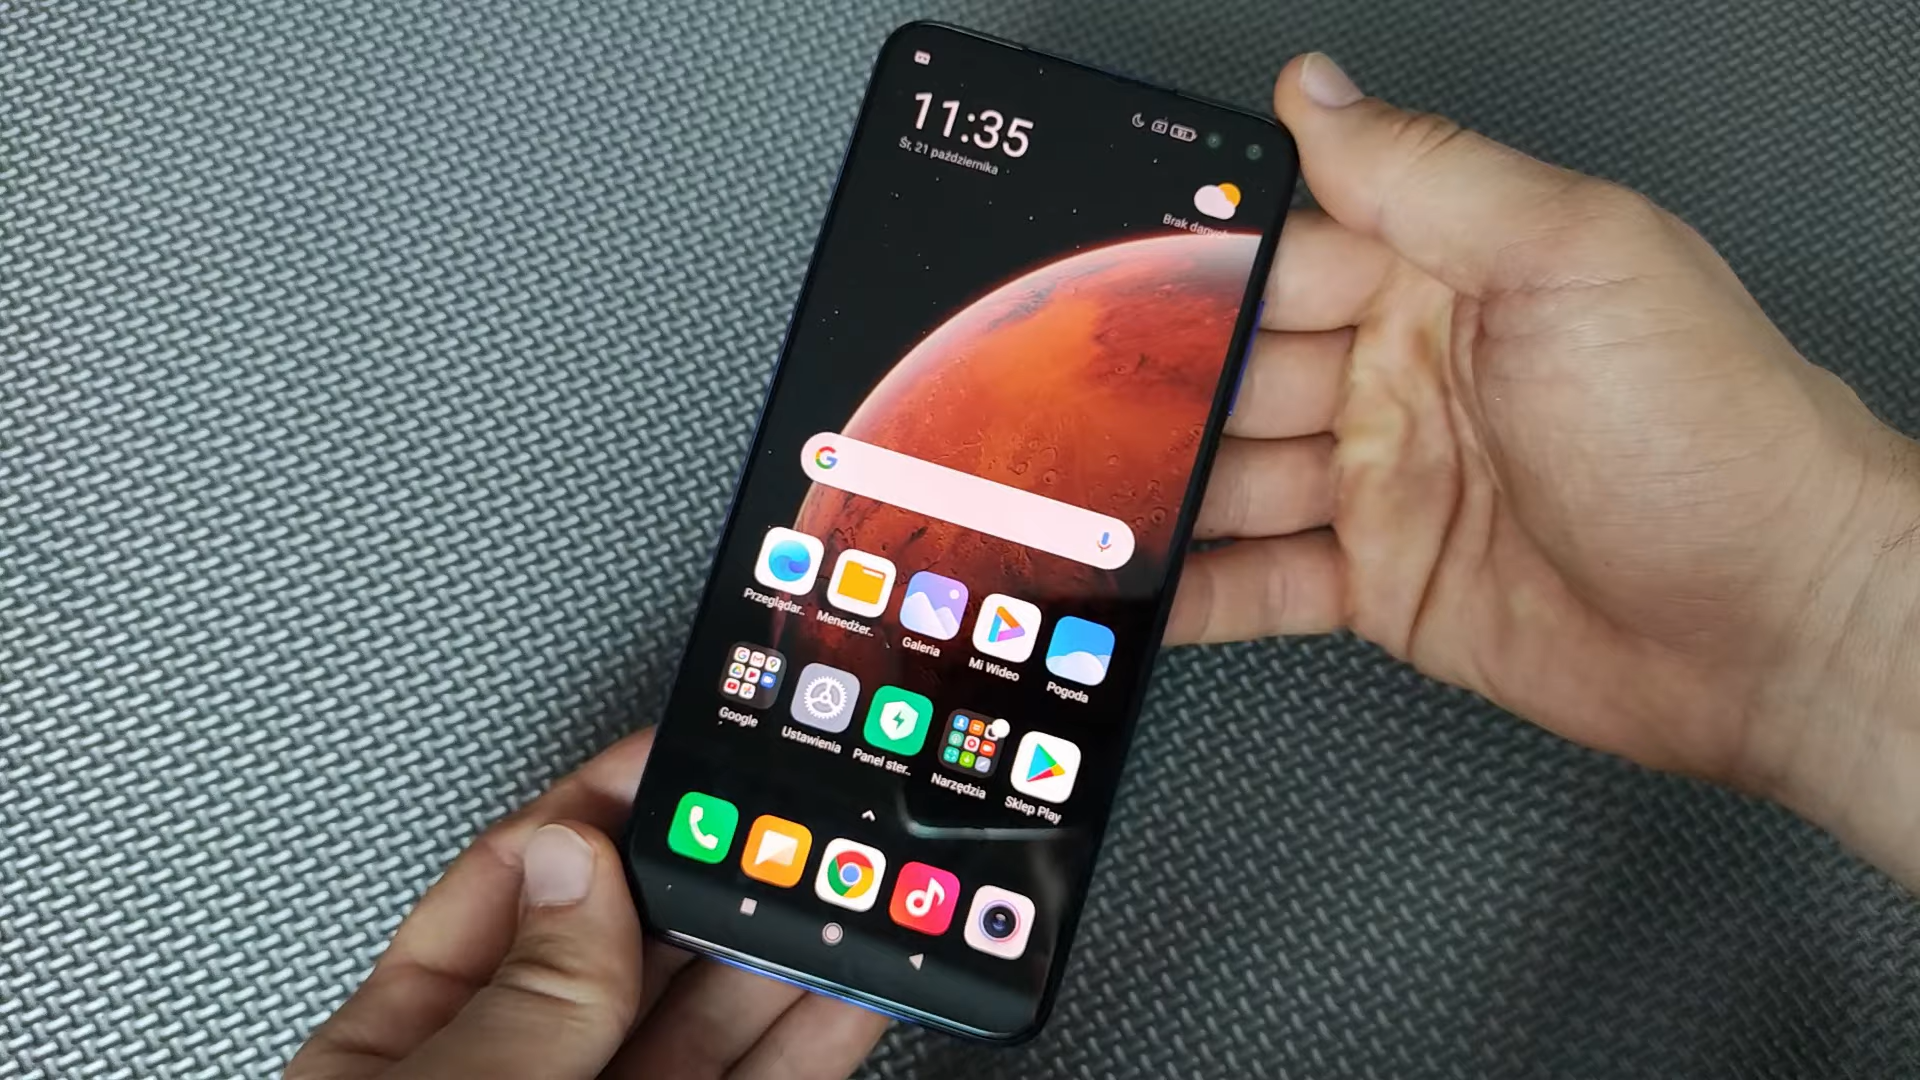 11:35
Śr, 21 października
91
Brak danych
Przeglądar..
Menedżer..
Galeria
Mi Wideo
Pogoda
Google
Ustawienia
Panel ster..
Narzędzia
Sklep Play